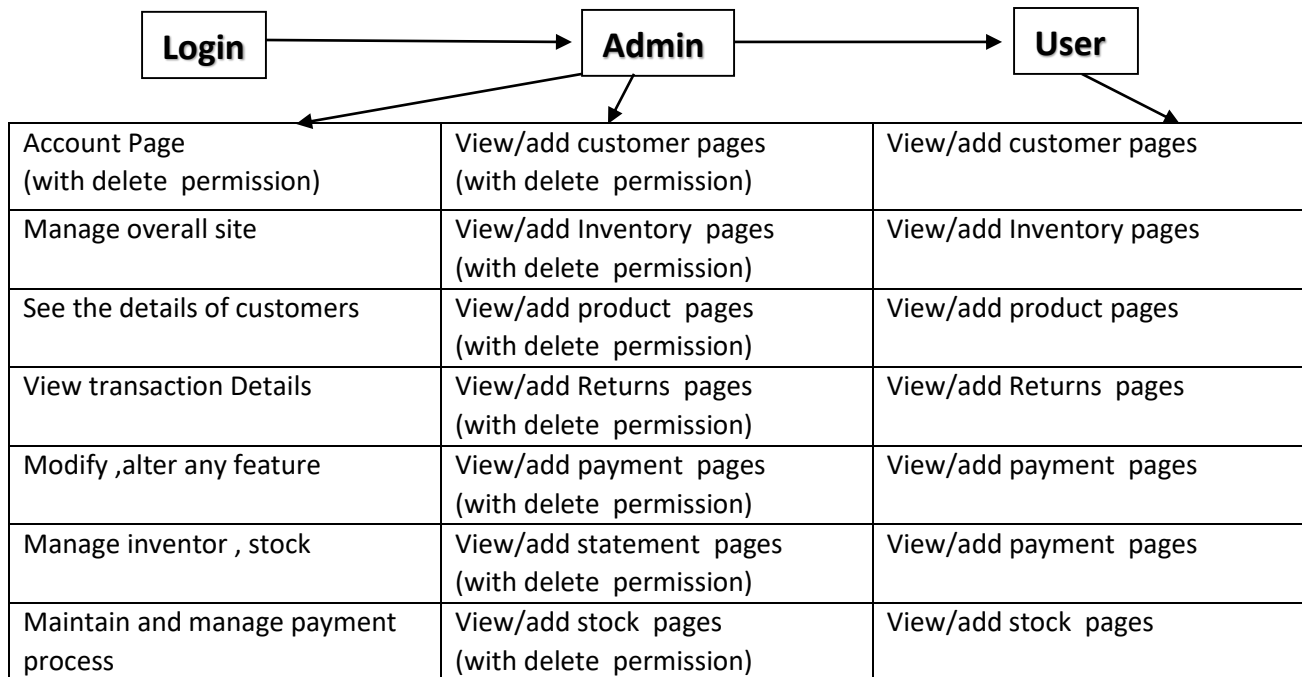 Login
Admin
User
Account Page
(with delete  permission)
View/add customer pages
(with delete  permission)
View/add customer pages
Manage overall site
View/add Inventory  pages
(with delete  permission)
View/add Inventory pages
See the details of customers
View/add product  pages
(with delete  permission)
View/add product pages
View transaction Details
View/add Returns  pages
(with delete  permission)
View/add Returns  pages
Modify ,alter any feature
View/add payment  pages
(with delete  permission)
View/add payment  pages
Manage inventor , stock
View/add statement  pages
(with delete  permission)
View/add payment  pages
Maintain and manage payment
process
View/add stock  pages
(with delete  permission)
View/add stock  pages